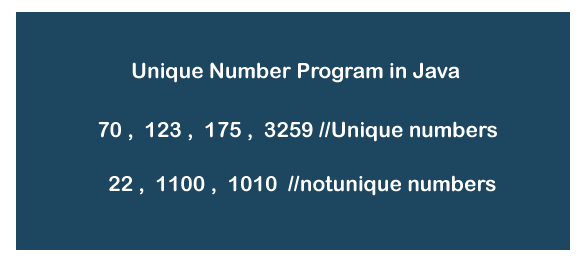 Unique Number Program in Java
70 , 123 , 175 , 3259 //Unique numbers
22 , 1100 , 1010 //notunique numbers